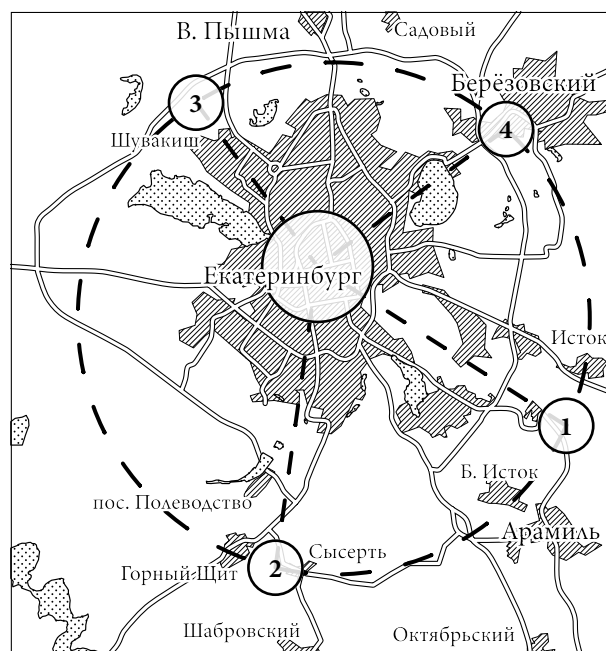 В. Пышма
Садовый
Берёзовский
3
4
Шувакиш
Екатеринбург
Исток
1
Б. Исток
пос. Полеводство
Арамиль
Сысерть
2
Горный Щит
Шабровский
Октябрьский